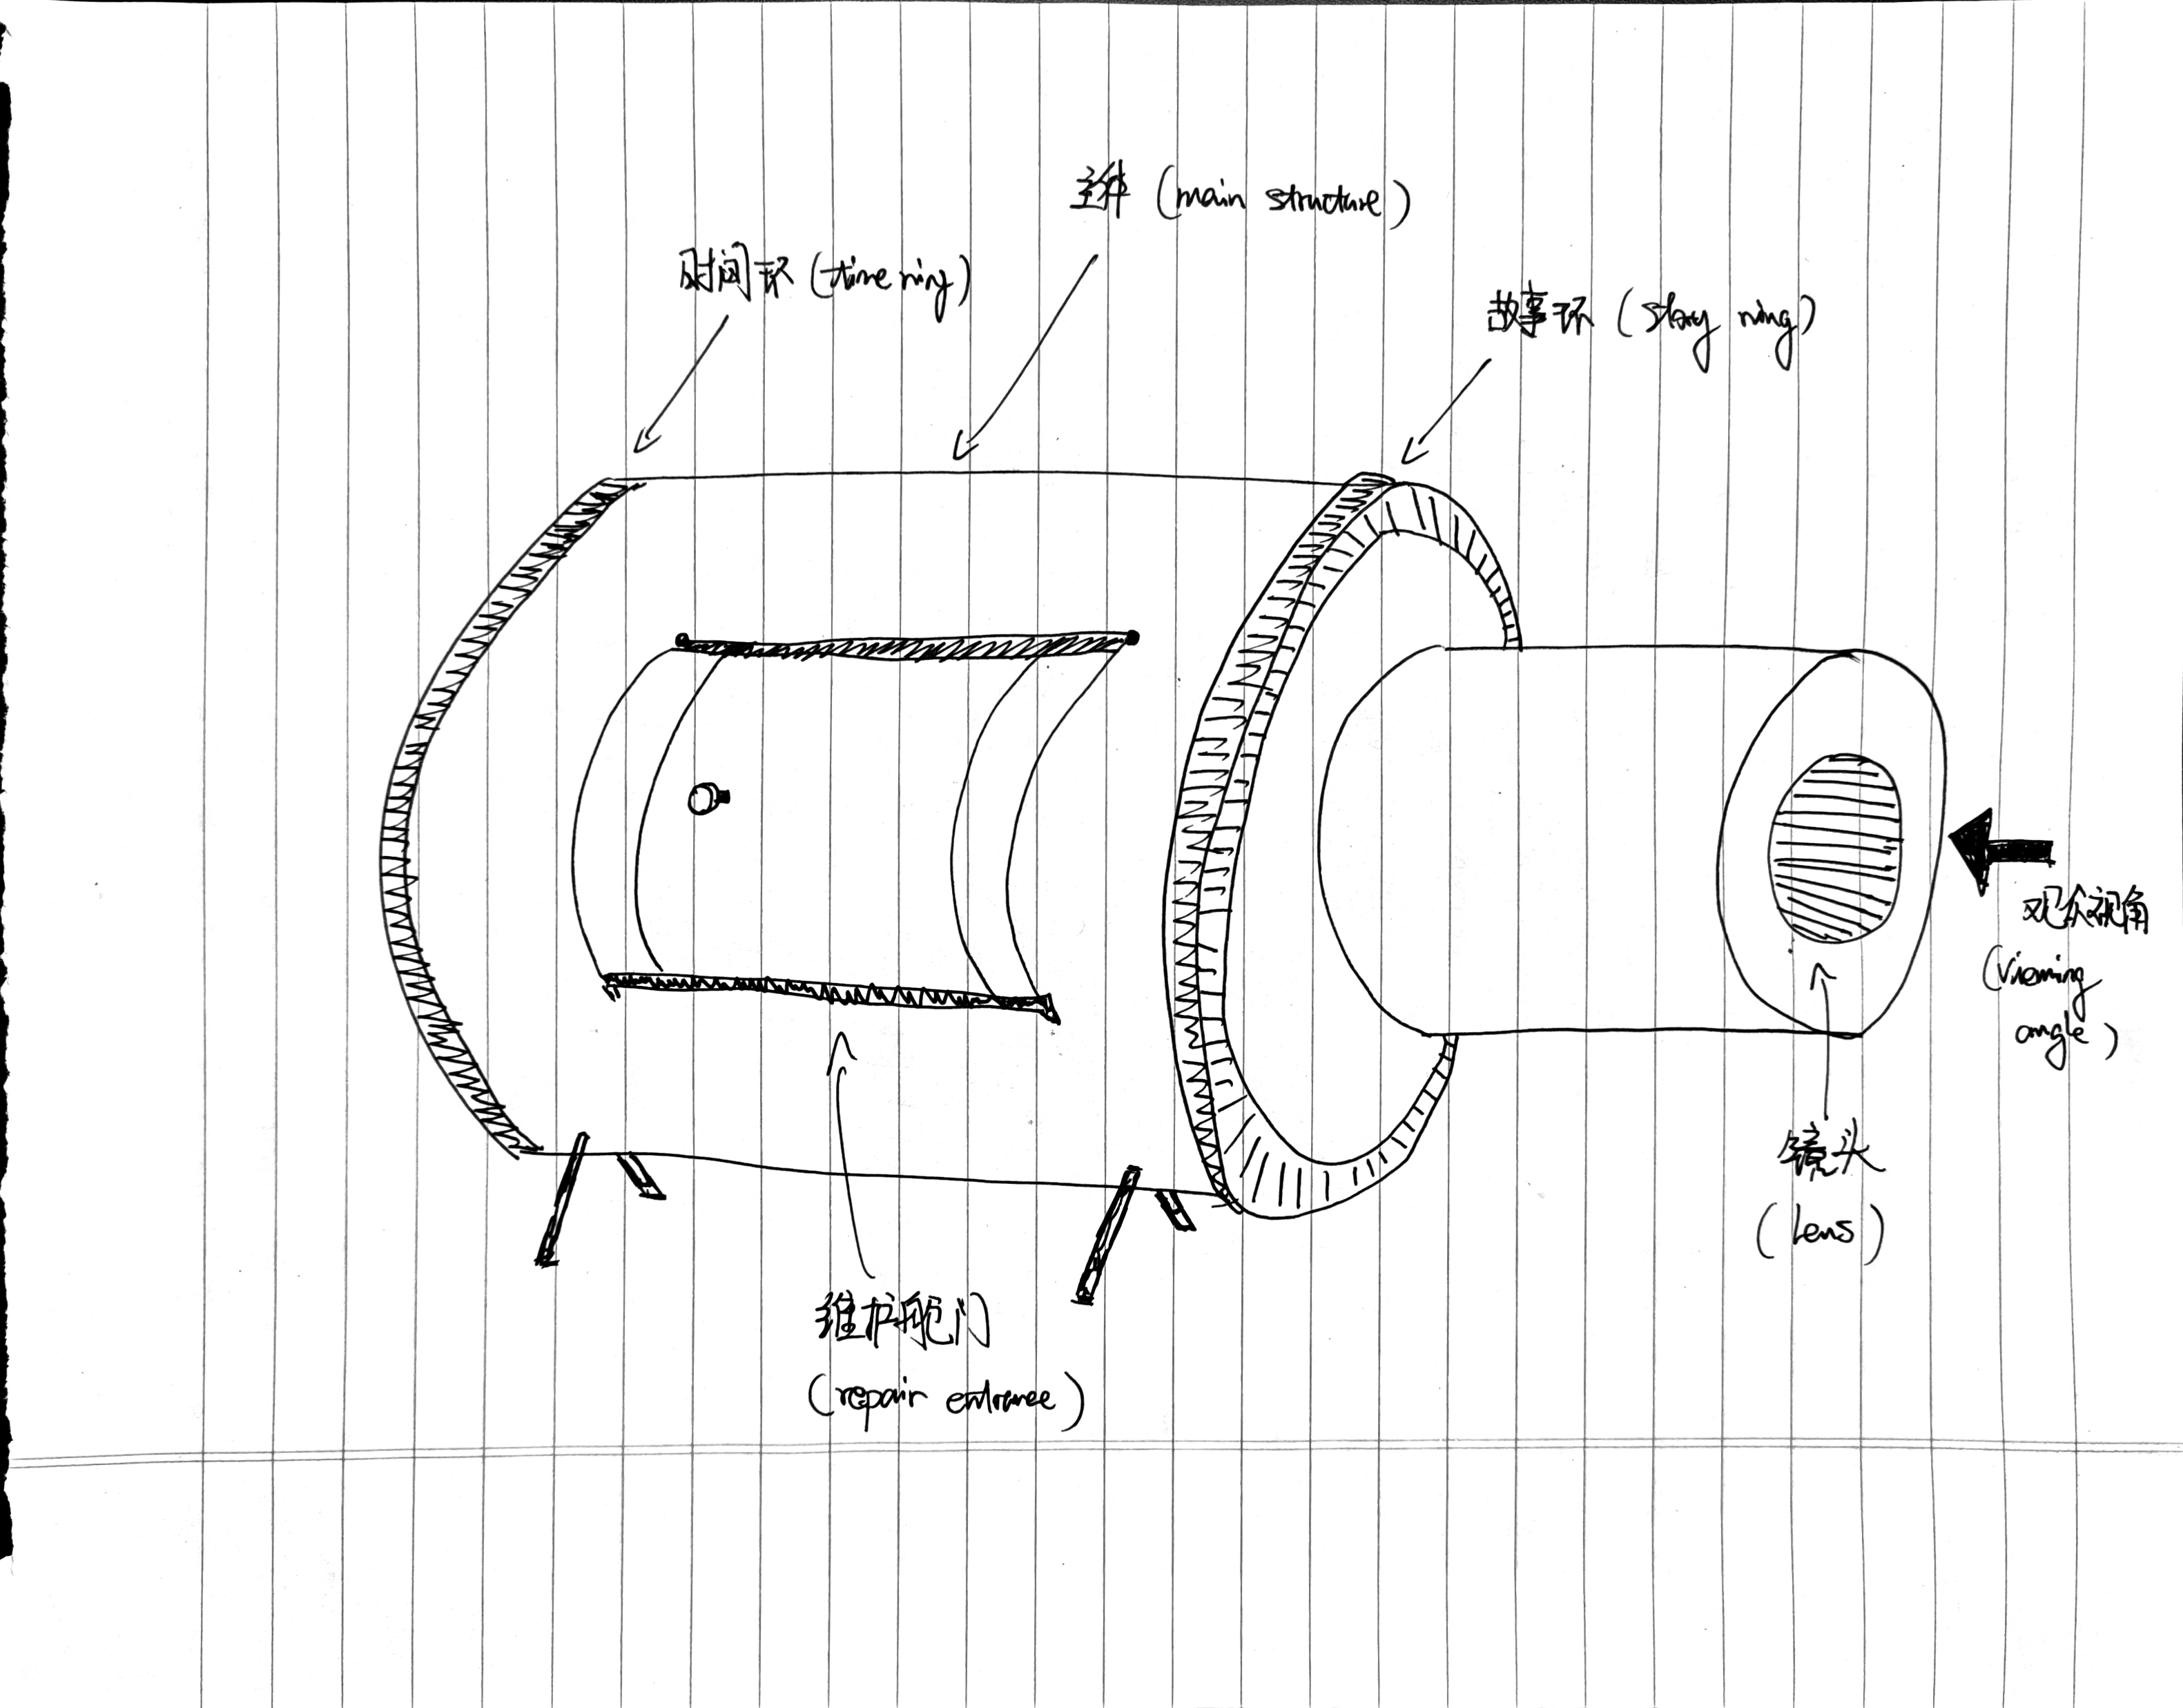 主件 (main structure)
时间环 (time ring)
故事环 (story ring)
观众视角
(Viewing
angle)
镜头
(Lens)
维护舱门
(repair entrance)